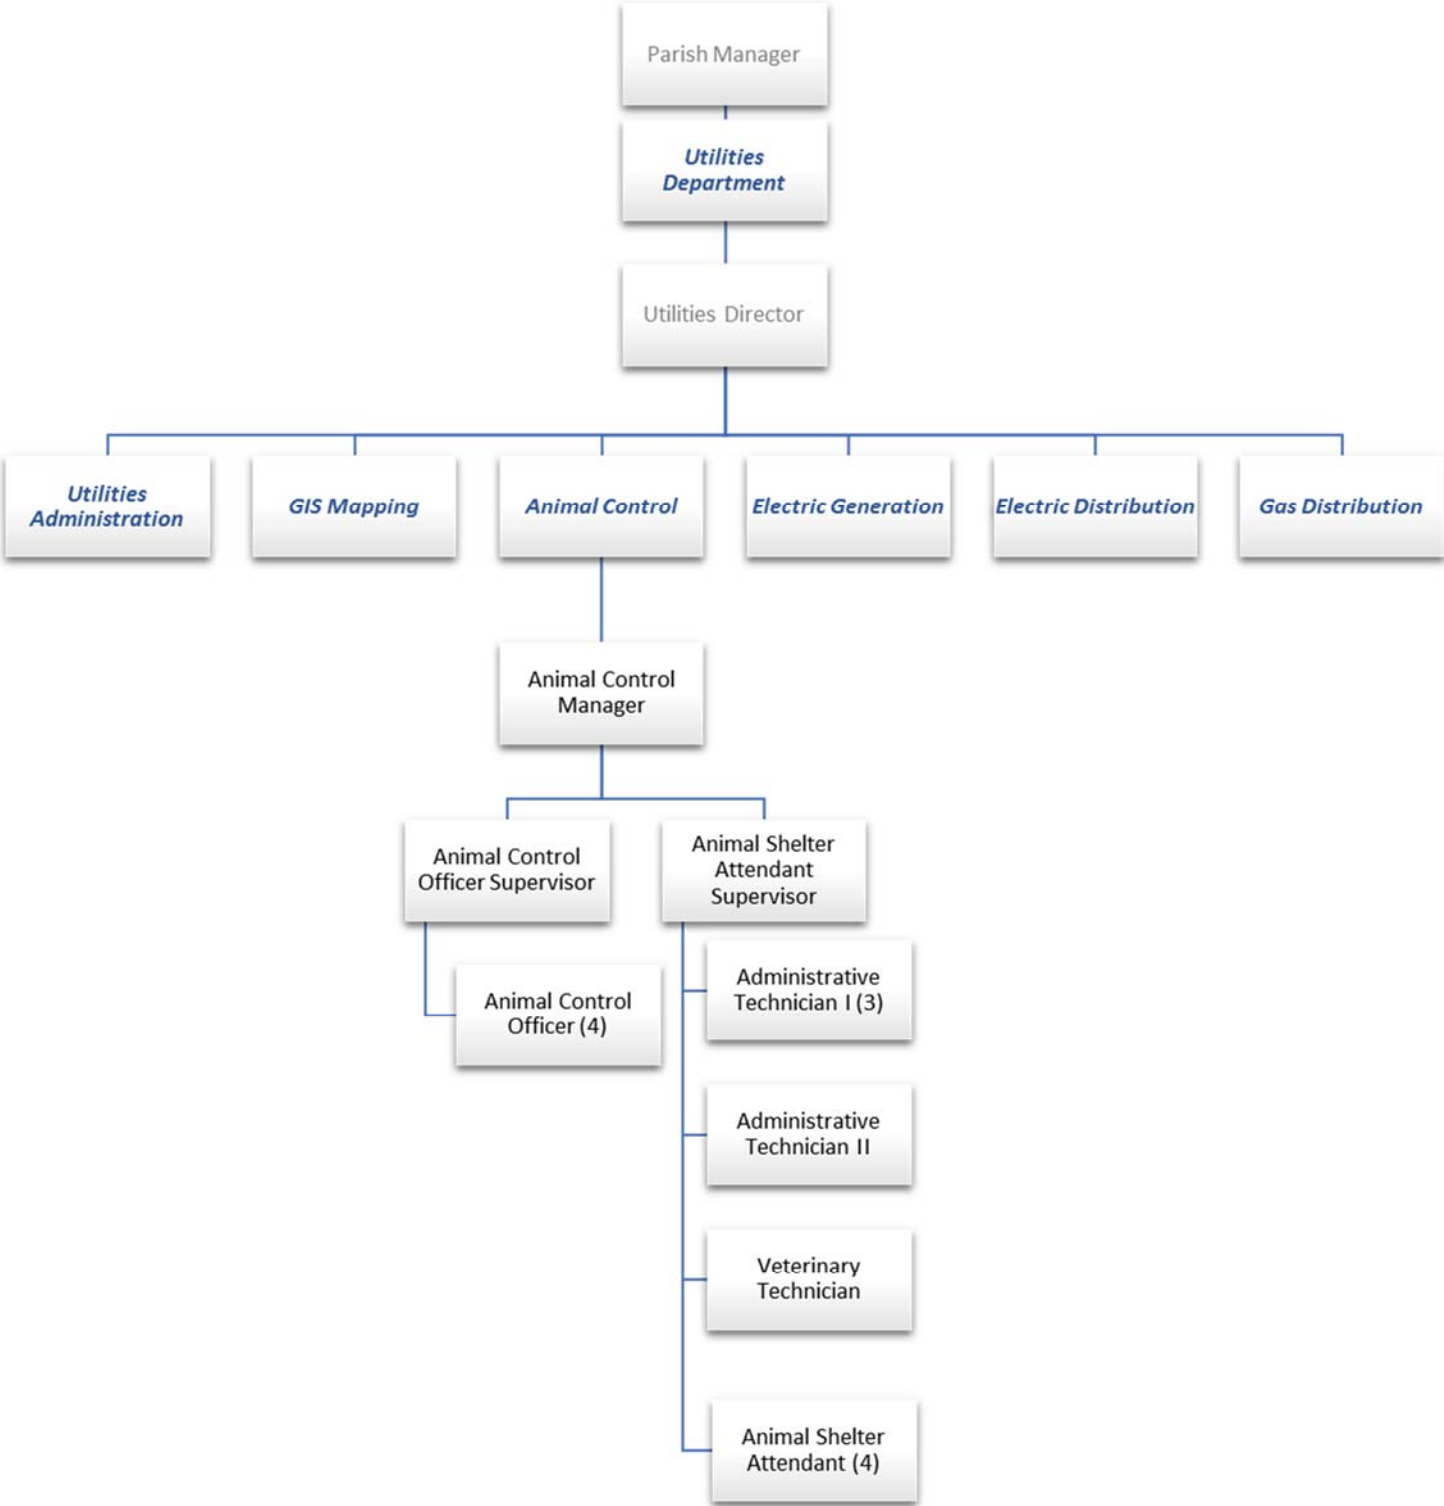 Parish Manager
Utilities
Department
Utilities Director
Utilities
Administration
GIS Mapping
Animal Control
Electric Generation
Electric Distribution
Gas Distribution
Animal Control
Manager
Animal Control
Officer Supervisor
Animal Shelter
Attendant
Supervisor
Animal Control
Officer (4)
Administrative
Technician I (3)
Administrative
Technician II
Veterinary
Technician
Animal Shelter
Attendant (4)